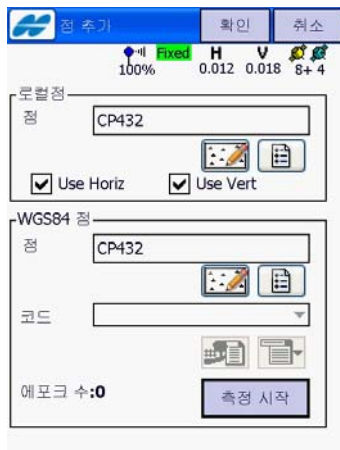 점 추가 확인 취소
Fixed H V
100% 0.012 0.018 8+ 4
로컬점
점 CP432
Use Horiz Use Vert
WGS84 점
점 CP432
코드
에포크 수:0 측정 시작